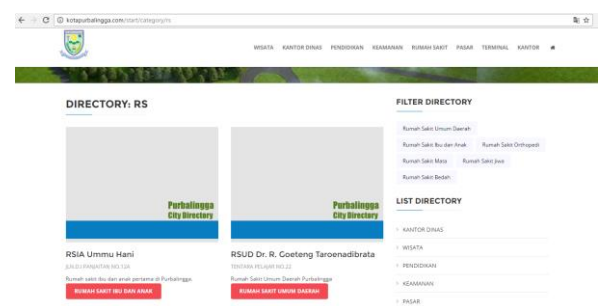 kotapurbalingga.com/start/category/rs
WISATA KANTOR DINAS PENDIDIKAN KEAMANAN RUMAH SAKIT PASAR TERMINAL KANTOR
DIRECTORY: RS
Purbalingga
City Directory
RSIA Ummu Hani
Rumah sakit ibu dan anak pertama di Purbalingga.
RUMAH SAKIT IBU DAN ANAK
Purbalingga
City Directory
RSUD Dr. R. Goeteng Taroenadibrata
TENTARA PELAJAR NO.22
Rumah Sakit Umum Daerah Purbalingga
RUMAH SAKIT UMUM DAERAH
FILTER DIRECTORY
Rumah Sakit Umum Daerah
Rumah Sakit Ibu dan Anak Rumah Sakit Orthopedi
Rumah Sakit Mata Rumah Sakit Jiwa
Rumah Sakit Bedah
LIST DIRECTORY
KANTOR DINAS
WISATA
PENDIDIKAN
KEAMANAN
PASAR